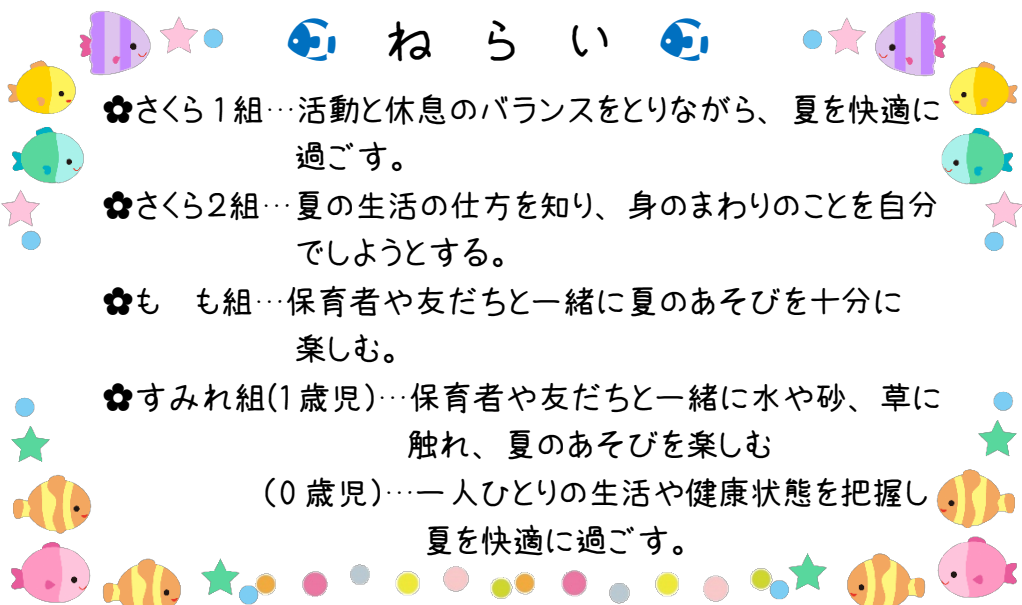 ねらい
✿さくら1組…活動と休息のバランスをとりながら、夏を快適に
過ごす。
✿さくら2組…夏の生活の仕方を知り、身のまわりのことを自分
でしようとする。
✿も　も組…保育者や友だちと一緒に夏のあそびを十分に
楽しむ。
✿すみれ組(1歳児)…保育者や友だちと一緒に水や砂、草に
触れ、夏のあそびを楽しむ
(0歳児)…一人ひとりの生活や健康状態を把握し
夏を快適に過ごす。